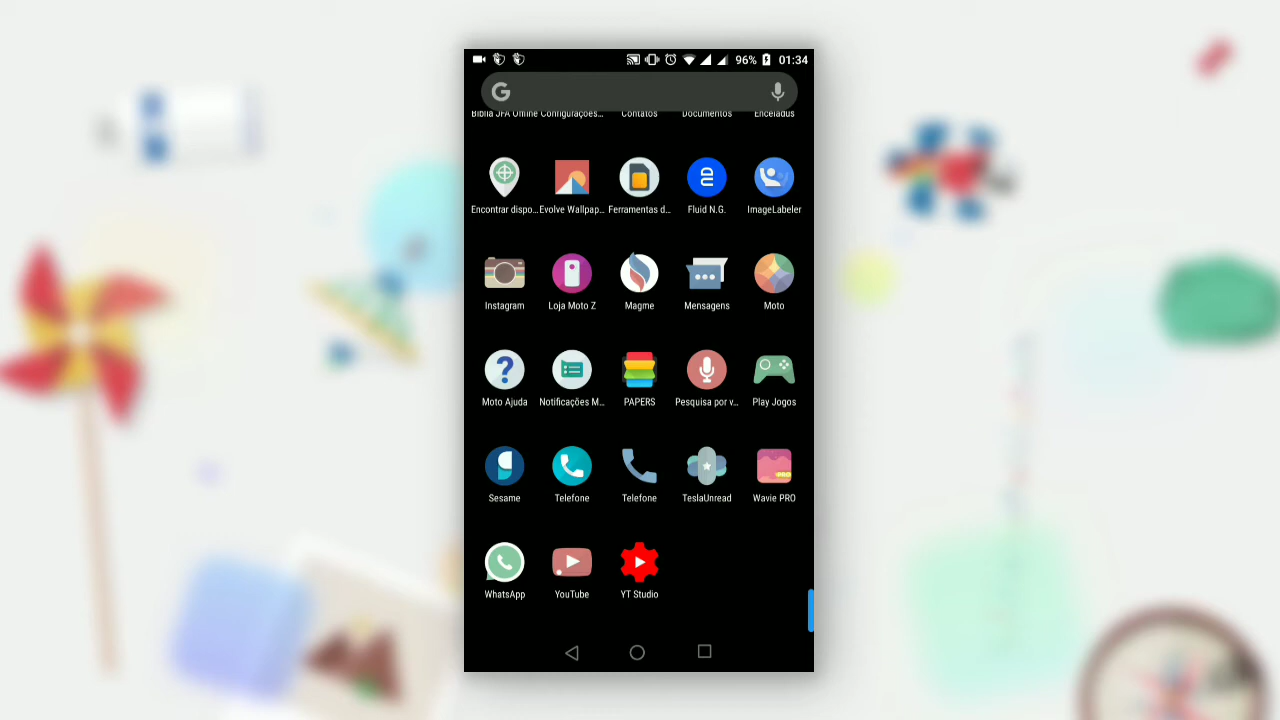 96% 01:34
G
Bíblia JFA Offline Configurações... Contatos Documentos Enceladus
Encontrar dispo... Evolve Wallpap... Ferramentas d... Fluid N.G. ImageLabeler
Instagram Loja Moto Z Magme Mensagens Moto
Moto Ajuda Notificações M... PAPERS Pesquisa por v... Play Jogos
Sesame Telefone Telefone TeslaUnread Wavie PRO
WhatsApp YouTube YT Studio